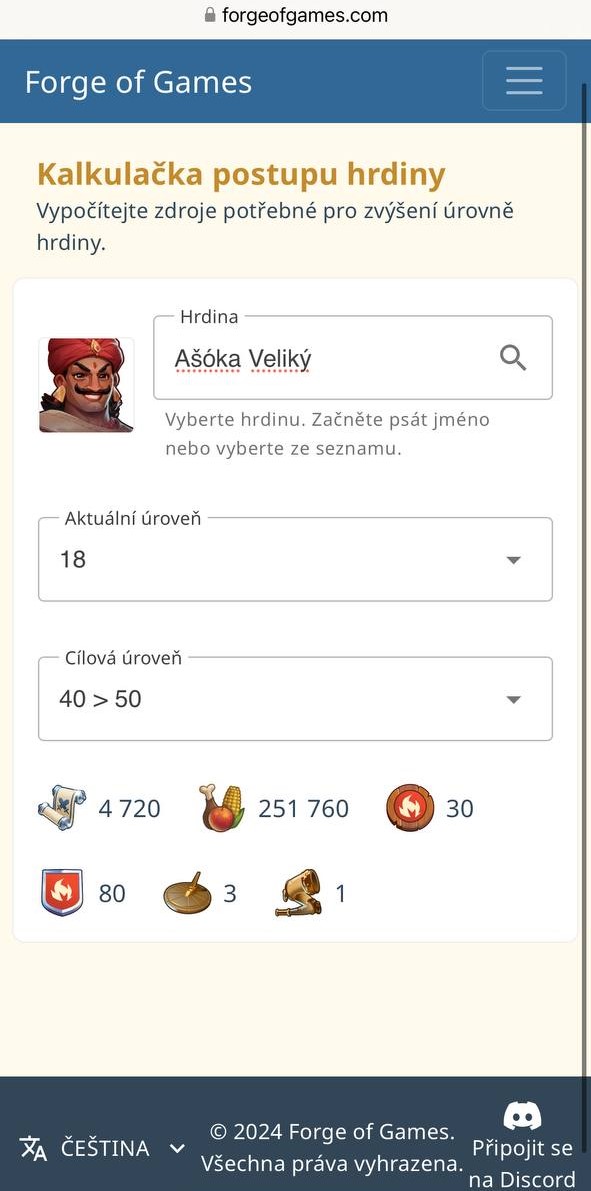 forgeofgames.com
Forge of Games
Kalkulačka postupu hrdiny
Vypočítejte zdroje potřebné pro zvýšení úrovně
hrdiny.
Hrdina
Ašóka Veliký
Vyberte hrdinu. Začněte psát jméno
nebo vyberte ze seznamu.
Aktuální úroveň
18
Cílová úroveň
40 > 50
4 720 251 760 30
80 3 1
ČEŠTINA
© 2024 Forge of Games.
Všechna práva vyhrazena.
Připojit se
na Discord